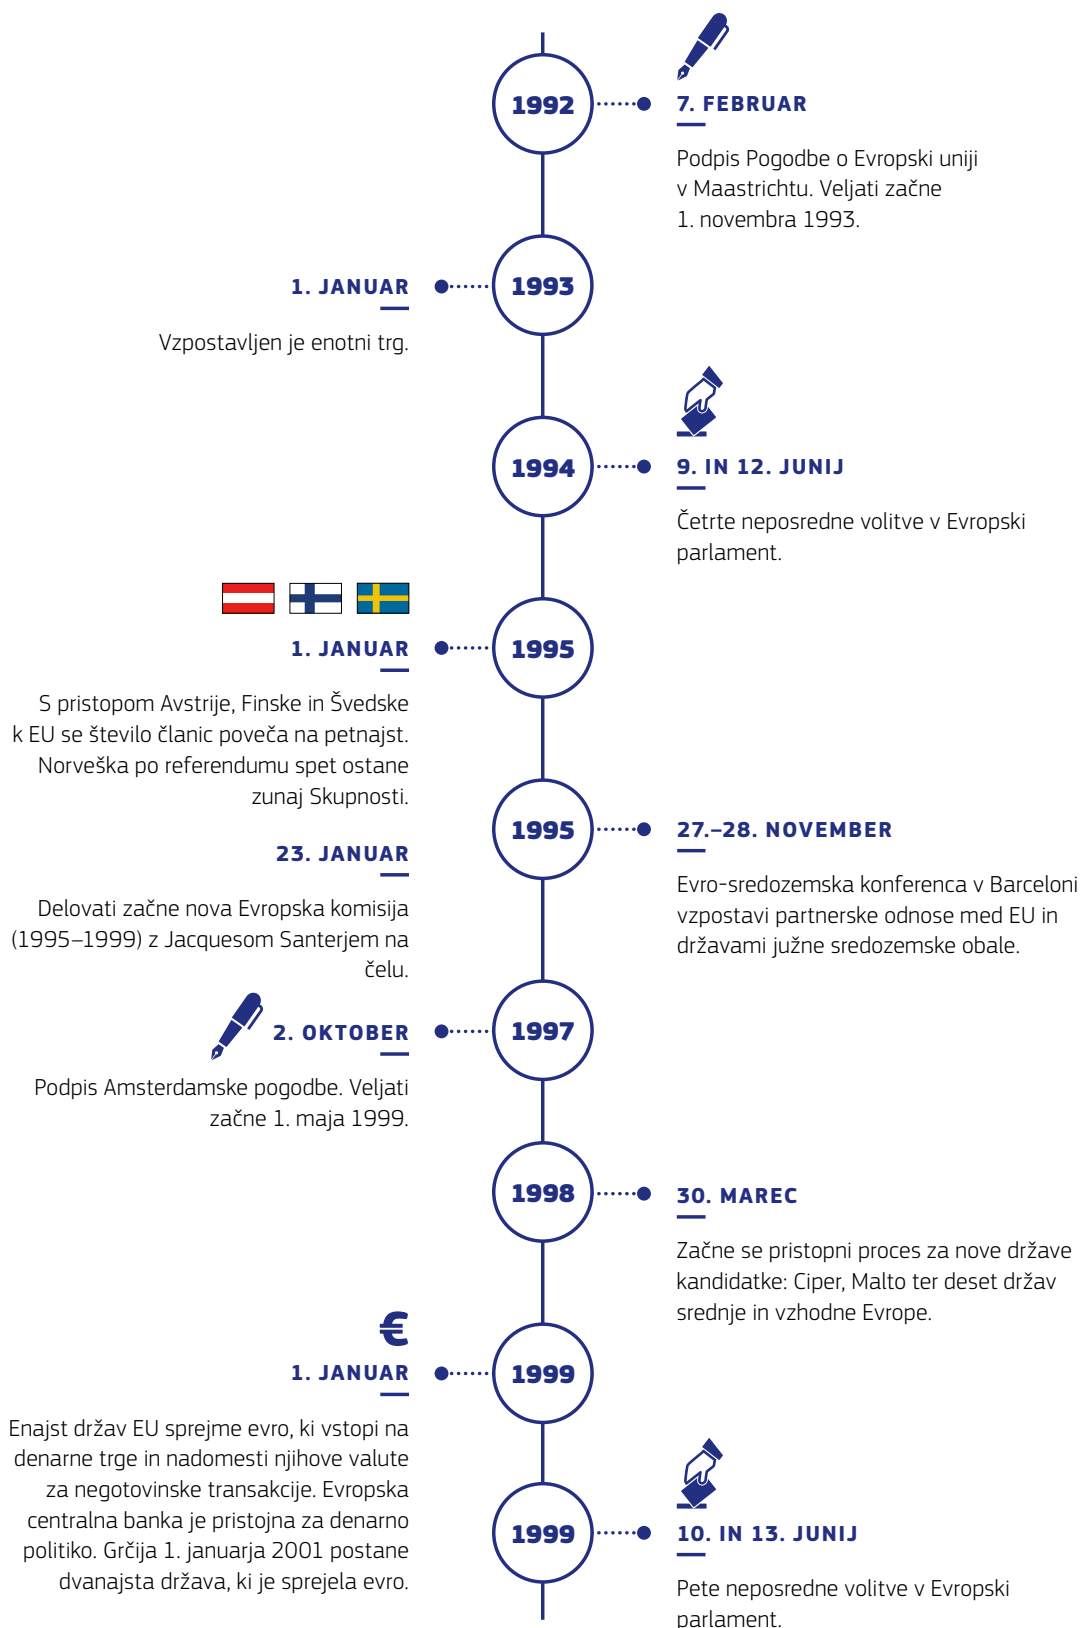 1992
7. FEBRUAR
Podpis Pogodbe o Evropski uniji
v Maastrichtu. Veljati začne
1. novembra 1993.
1. JANUAR
1993
Vzpostavljen je enotni trg.
1994
9. IN 12. JUNIJ
Četrte neposredne volitve v Evropski
parlament.
1. JANUAR
1995
S pristopom Avstrije, Finske in Švedske
k EU se število članic poveča na petnajst.
Norveška po referendumu spet ostane
zunaj Skupnosti.
23. JANUAR
Delovati začne nova Evropska komisija
(1995–1999) z Jacquesom Santerjem na
čelu.
1995
27.–28. NOVEMBER
Evro-sredozemska konferenca v Barceloni
vzpostavi partnerske odnose med EU in
državami južne sredozemske obale.
2. OKTOBER
1997
Podpis Amsterdamske pogodbe. Veljati
začne 1. maja 1999.
1998
30. MAREC
Začne se pristopni proces za nove države
kandidatke: Ciper, Malto ter deset držav
srednje in vzhodne Evrope.
€
1. JANUAR
1999
Enajst držav EU sprejme evro, ki vstopi na
denarne trge in nadomesti njihove valute
za negotovinske transakcije. Evropska
centralna banka je pristojna za denarno
politiko. Grčija 1. januarja 2001 postane
dvanajsta država, ki je sprejela evro.
1999
10. IN 13. JUNIJ
Pete neposredne volitve v Evropski
parlament.